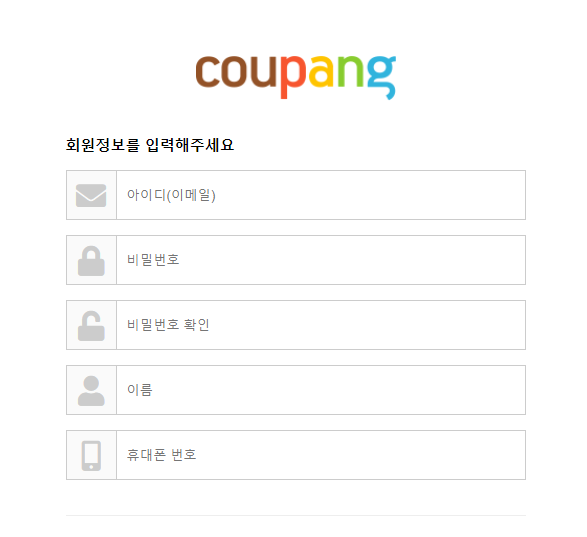 coupang
회원정보를 입력해주세요
아이디(이메일)
비밀번호
비밀번호 확인
이름
휴대폰 번호